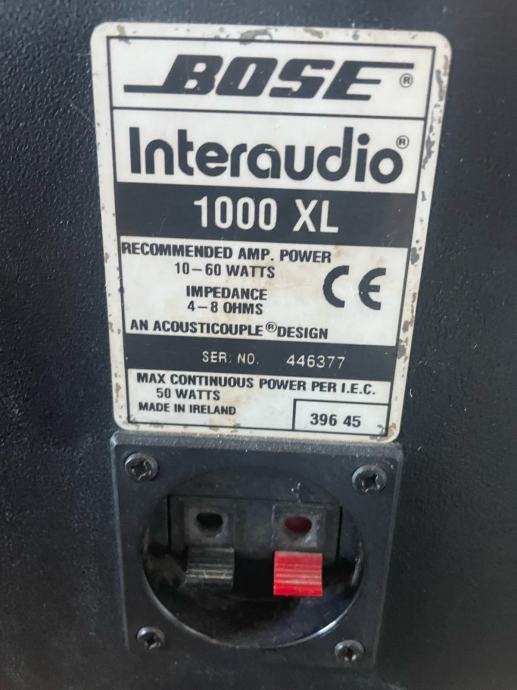 BOSE®
Interaudio®
1000 XL
RECOMMENDED AMP. POWER
10–60 WATTS
IMPEDANCE
4–8 OHMS
CE
AN ACOUSTICOUPLE® DESIGN
SER. NO. 446377
MAX CONTINUOUS POWER PER I.E.C.
50 WATTS
MADE IN IRELAND
396 45